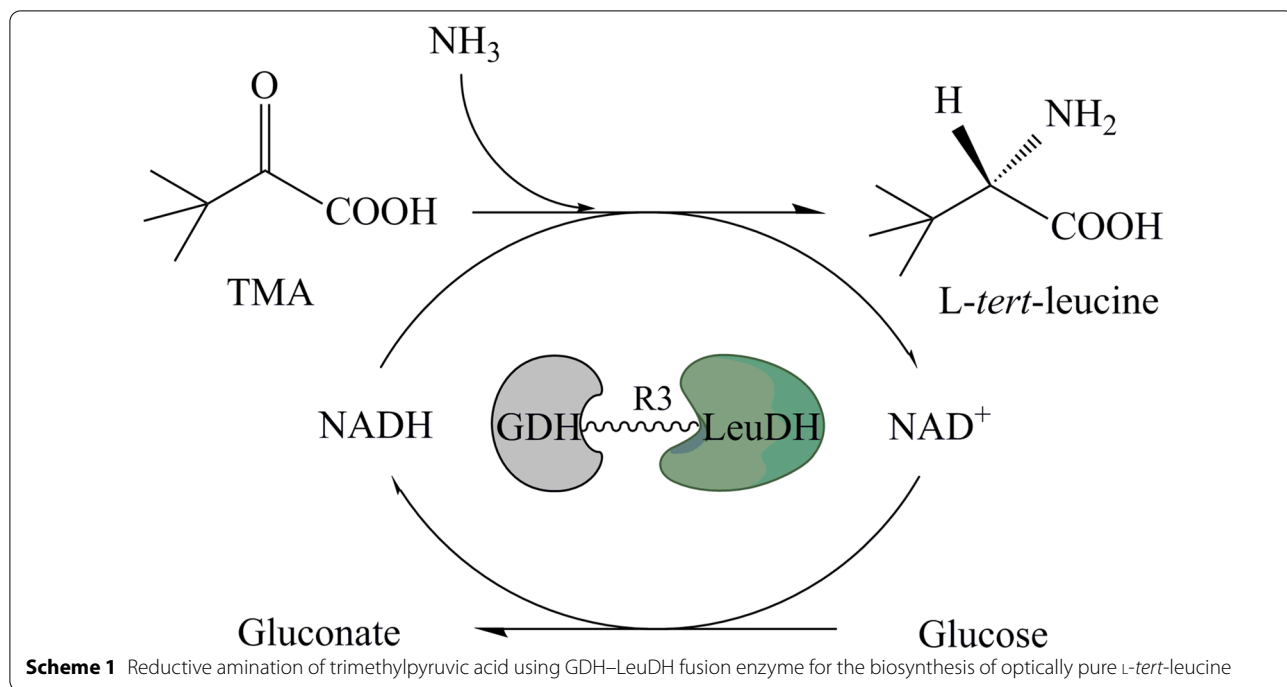 NH₃
O
COOH
TMA
H
NH₂
COOH
L-tert-leucine
NADH
GDH
R3
LeuDH
NAD⁺
Gluconate
Glucose
Scheme 1 Reductive amination of trimethylpyruvic acid using GDH–LeuDH fusion enzyme for the biosynthesis of optically pure L-tert-leucine